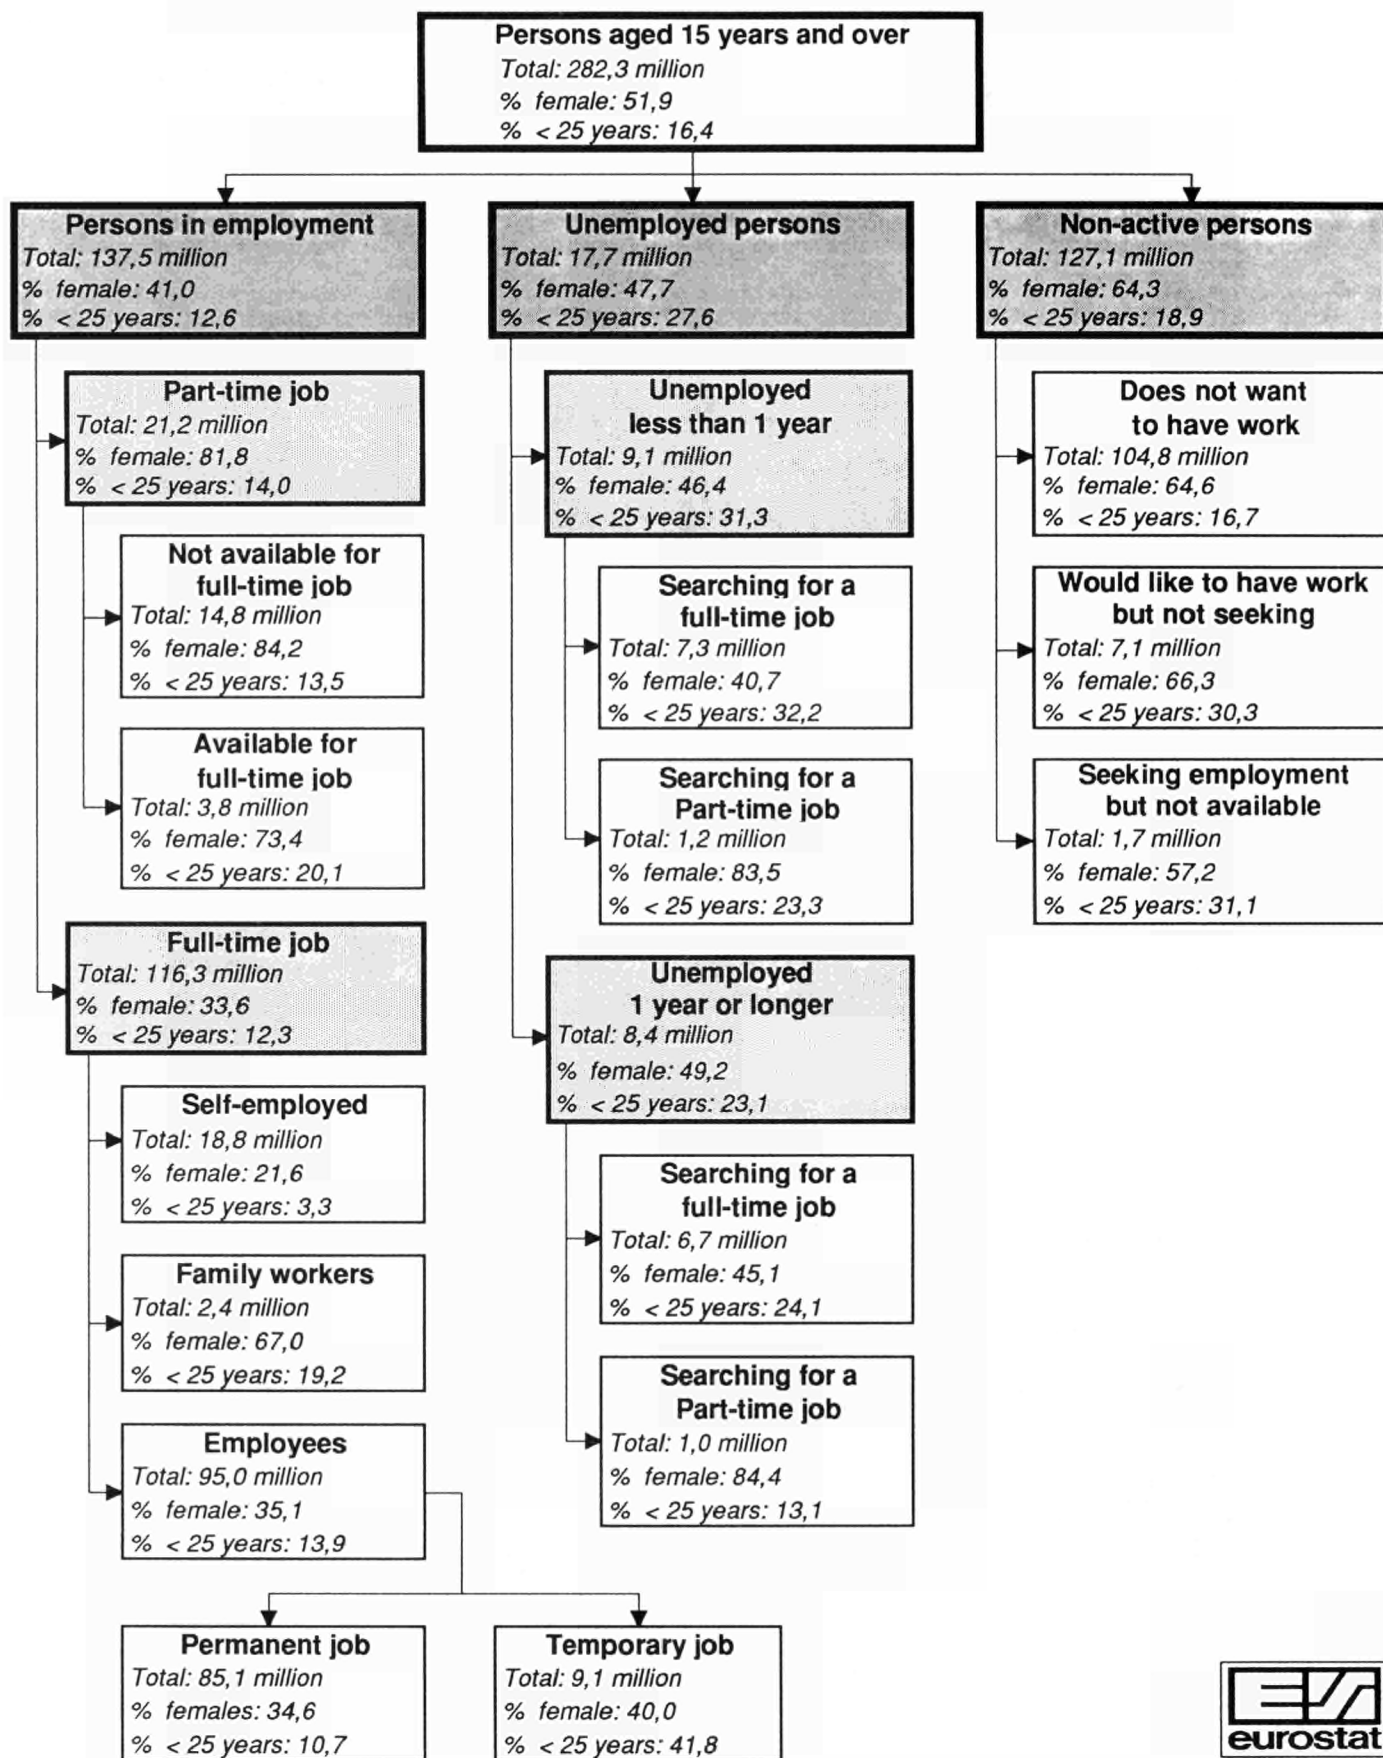 Persons aged 15 years and over
Total: 282,3 million
% female: 51,9
% < 25 years: 16,4
Persons in employment
Total: 137,5 million
% female: 41,0
% < 25 years: 12,6
Part-time job
Total: 21,2 million
% female: 81,8
% < 25 years: 14,0
Not available for
full-time job
Total: 14,8 million
% female: 84,2
% < 25 years: 13,5
Available for
full-time job
Total: 3,8 million
% female: 73,4
% < 25 years: 20,1
Full-time job
Total: 116,3 million
% female: 33,6
% < 25 years: 12,3
Self-employed
Total: 18,8 million
% female: 21,6
% < 25 years: 3,3
Family workers
Total: 2,4 million
% female: 67,0
% < 25 years: 19,2
Employees
Total: 95,0 million
% female: 35,1
% < 25 years: 13,9
Permanent job
Total: 85,1 million
% females: 34,6
% < 25 years: 10,7
Temporary job
Total: 9,1 million
% female: 40,0
% < 25 years: 41,8
Unemployed persons
Total: 17,7 million
% female: 47,7
% < 25 years: 27,6
Unemployed
less than 1 year
Total: 9,1 million
% female: 46,4
% < 25 years: 31,3
Searching for a
full-time job
Total: 7,3 million
% female: 40,7
% < 25 years: 32,2
Searching for a
Part-time job
Total: 1,2 million
% female: 83,5
% < 25 years: 23,3
Unemployed
1 year or longer
Total: 8,4 million
% female: 49,2
% < 25 years: 23,1
Searching for a
full-time job
Total: 6,7 million
% female: 45,1
% < 25 years: 24,1
Searching for a
Part-time job
Total: 1,0 million
% female: 84,4
% < 25 years: 13,1
Non-active persons
Total: 127,1 million
% female: 64,3
% < 25 years: 18,9
Does not want
to have work
Total: 104,8 million
% female: 64,6
% < 25 years: 16,7
Would like to have work
but not seeking
Total: 7,1 million
% female: 66,3
% < 25 years: 30,3
Seeking employment
but not available
Total: 1,7 million
% female: 57,2
% < 25 years: 31,1
eurostat